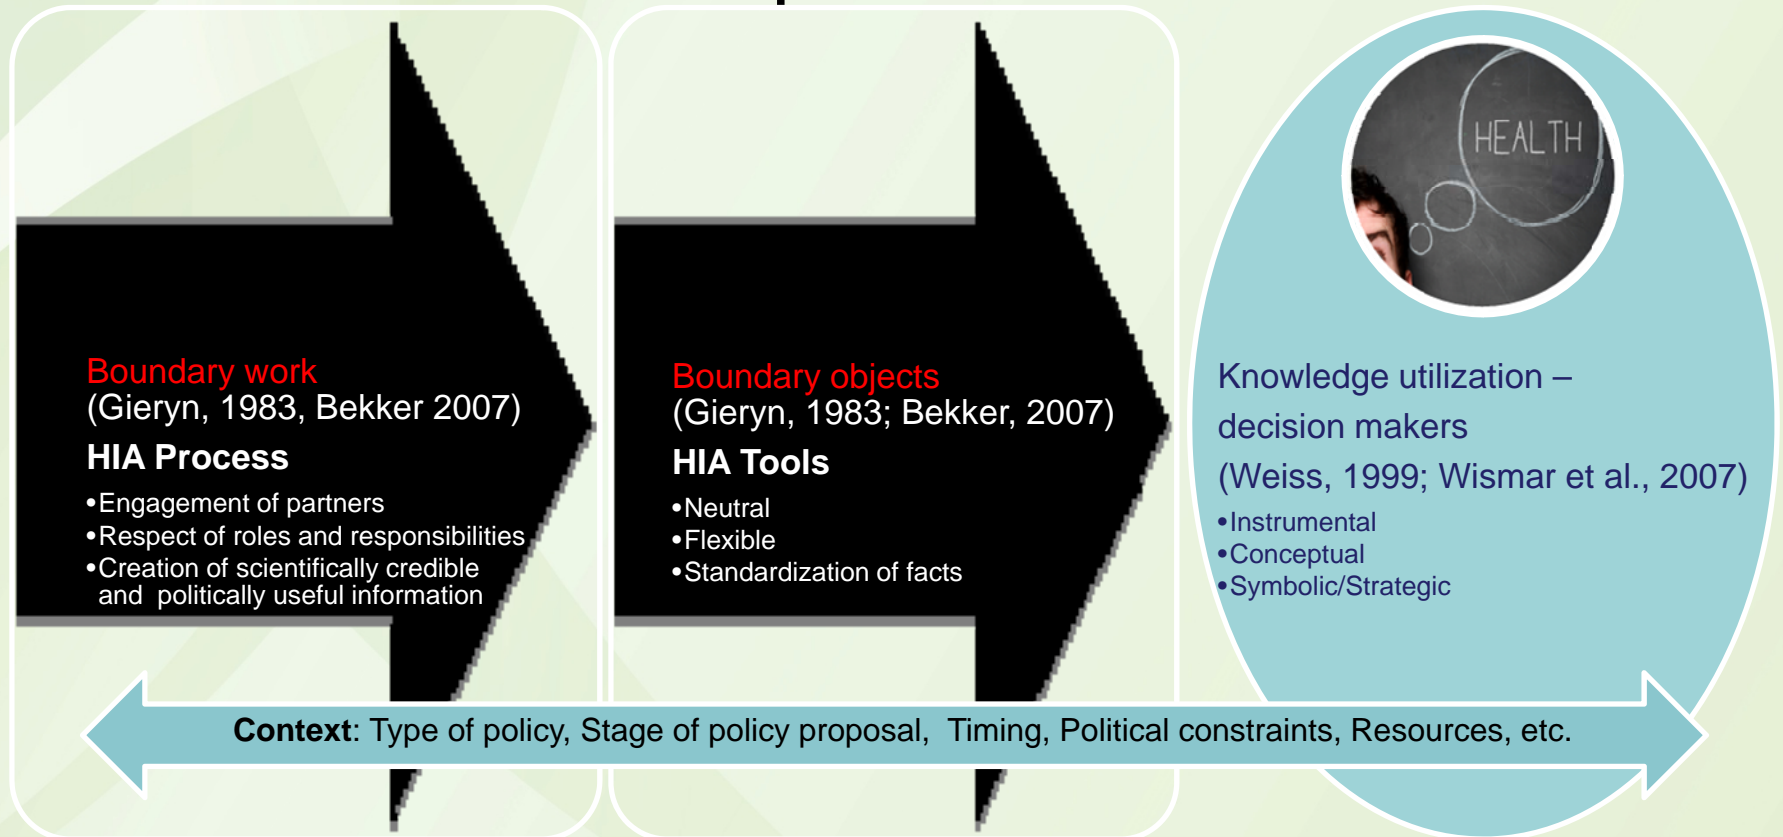 HEALTH
Boundary work
(Gieryn, 1983, Bekker 2007)
HIA Process
•Engagement of partners
•Respect of roles and responsibilities
•Creation of scientifically credible
and politically useful information
Boundary objects
(Gieryn, 1983; Bekker, 2007)
HIA Tools
•Neutral
•Flexible
•Standardization of facts
Knowledge utilization –
decision makers
(Weiss, 1999; Wismar et al., 2007)
•Instrumental
•Conceptual
•Symbolic/Strategic
Context: Type of policy, Stage of policy proposal, Timing, Political constraints, Resources, etc.